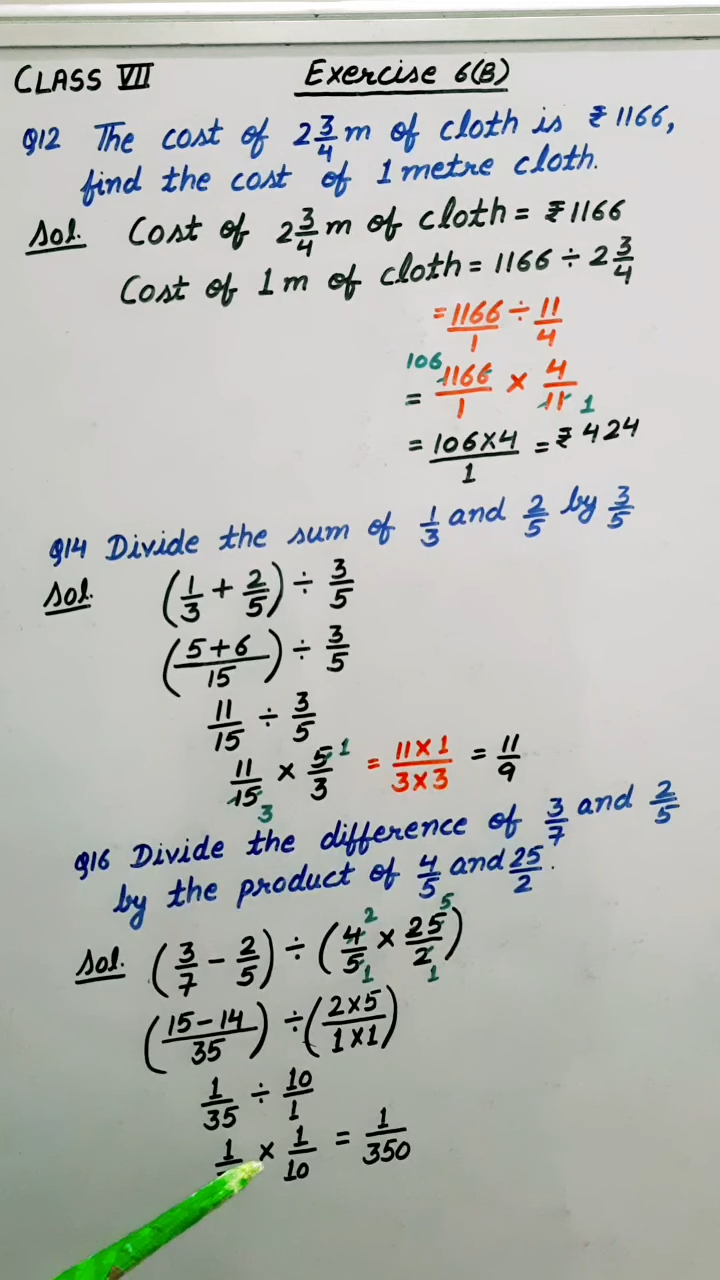 CLASS VII Exercise 6(B)
Q12 The cost of 2 3/4 m of cloth is ₹1166,
find the cost of 1 metre cloth.
Sol. Cost of 2 3/4 m of cloth = ₹1166
Cost of 1 m of cloth = 1166 ÷ 2 3/4
= 1166/1 ÷ 11/4
106
= 1166/1 × 4/11 1
= 106×4/1 = ₹424
Q14 Divide the sum of 1/3 and 2/5 by 3/5
Sol. (1/3 + 2/5) ÷ 3/5
(5+6/15) ÷ 3/5
11/15 ÷ 3/5
11/15 3 × 5/3 1 = 11×1/3×3 = 11/9
Q16 Divide the difference of 3/7 and 2/5
by the product of 4/5 and 25/2.
Sol. (3/7 - 2/5) ÷ (4/5 2 1 × 25/2 5 1)
(15-14/35) ÷ (2×5/1×1)
1/35 ÷ 10/1
1/ × 1/10 = 1/350